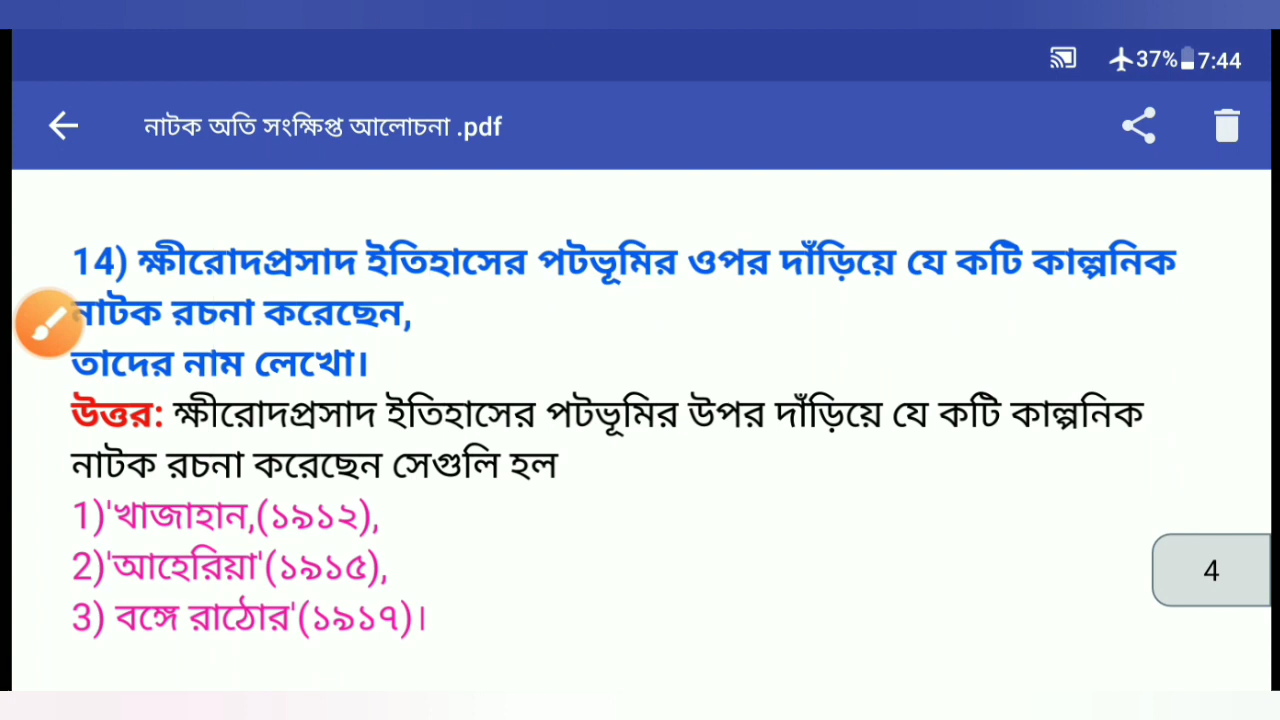 37% 7:44
নাটক অতি সংক্ষিপ্ত আলোচনা .pdf
14) ক্ষীরোদপ্রসাদ ইতিহাসের পটভূমির ওপর দাঁড়িয়ে যে কটি কাল্পনিক
নাটক রচনা করেছেন,
তাদের নাম লেখো।
উত্তর: ক্ষীরোদপ্রসাদ ইতিহাসের পটভূমির উপর দাঁড়িয়ে যে কটি কাল্পনিক
নাটক রচনা করেছেন সেগুলি হল
1)'খাজাহান,(১৯১২),
2)'আহেরিয়া'(১৯১৫),
4
3) বঙ্গে রাঠোর'(১৯১৭)।